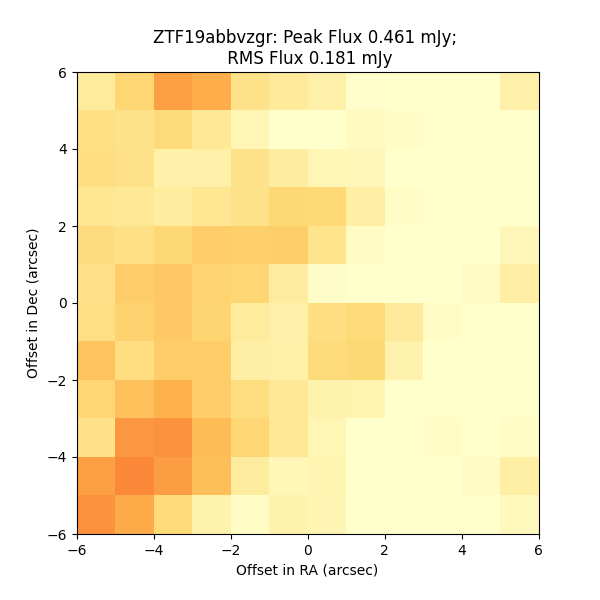 ZTF19abbvzgr: Peak Flux 0.461 mJy;
RMS Flux 0.181 mJy
6
4
2
0
−2
−4
−6
Offset in Dec (arcsec)
−6 −4 −2 0 2 4 6
Offset in RA (arcsec)